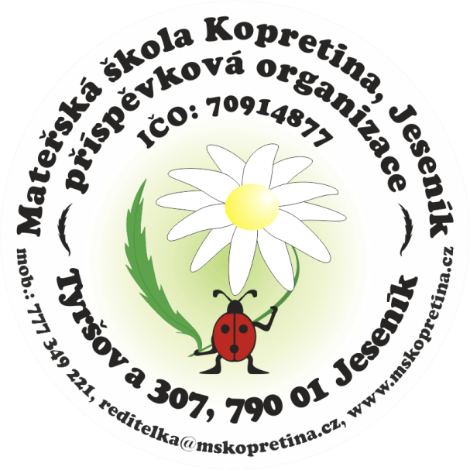 Mateřská škola Kopretina, Jeseník
příspěvková organizace
IČO: 70914877
Tyršova 307, 790 01 Jeseník
mob.: 777 349 221, reditelka@mskopretina.cz, www.mskopretina.cz